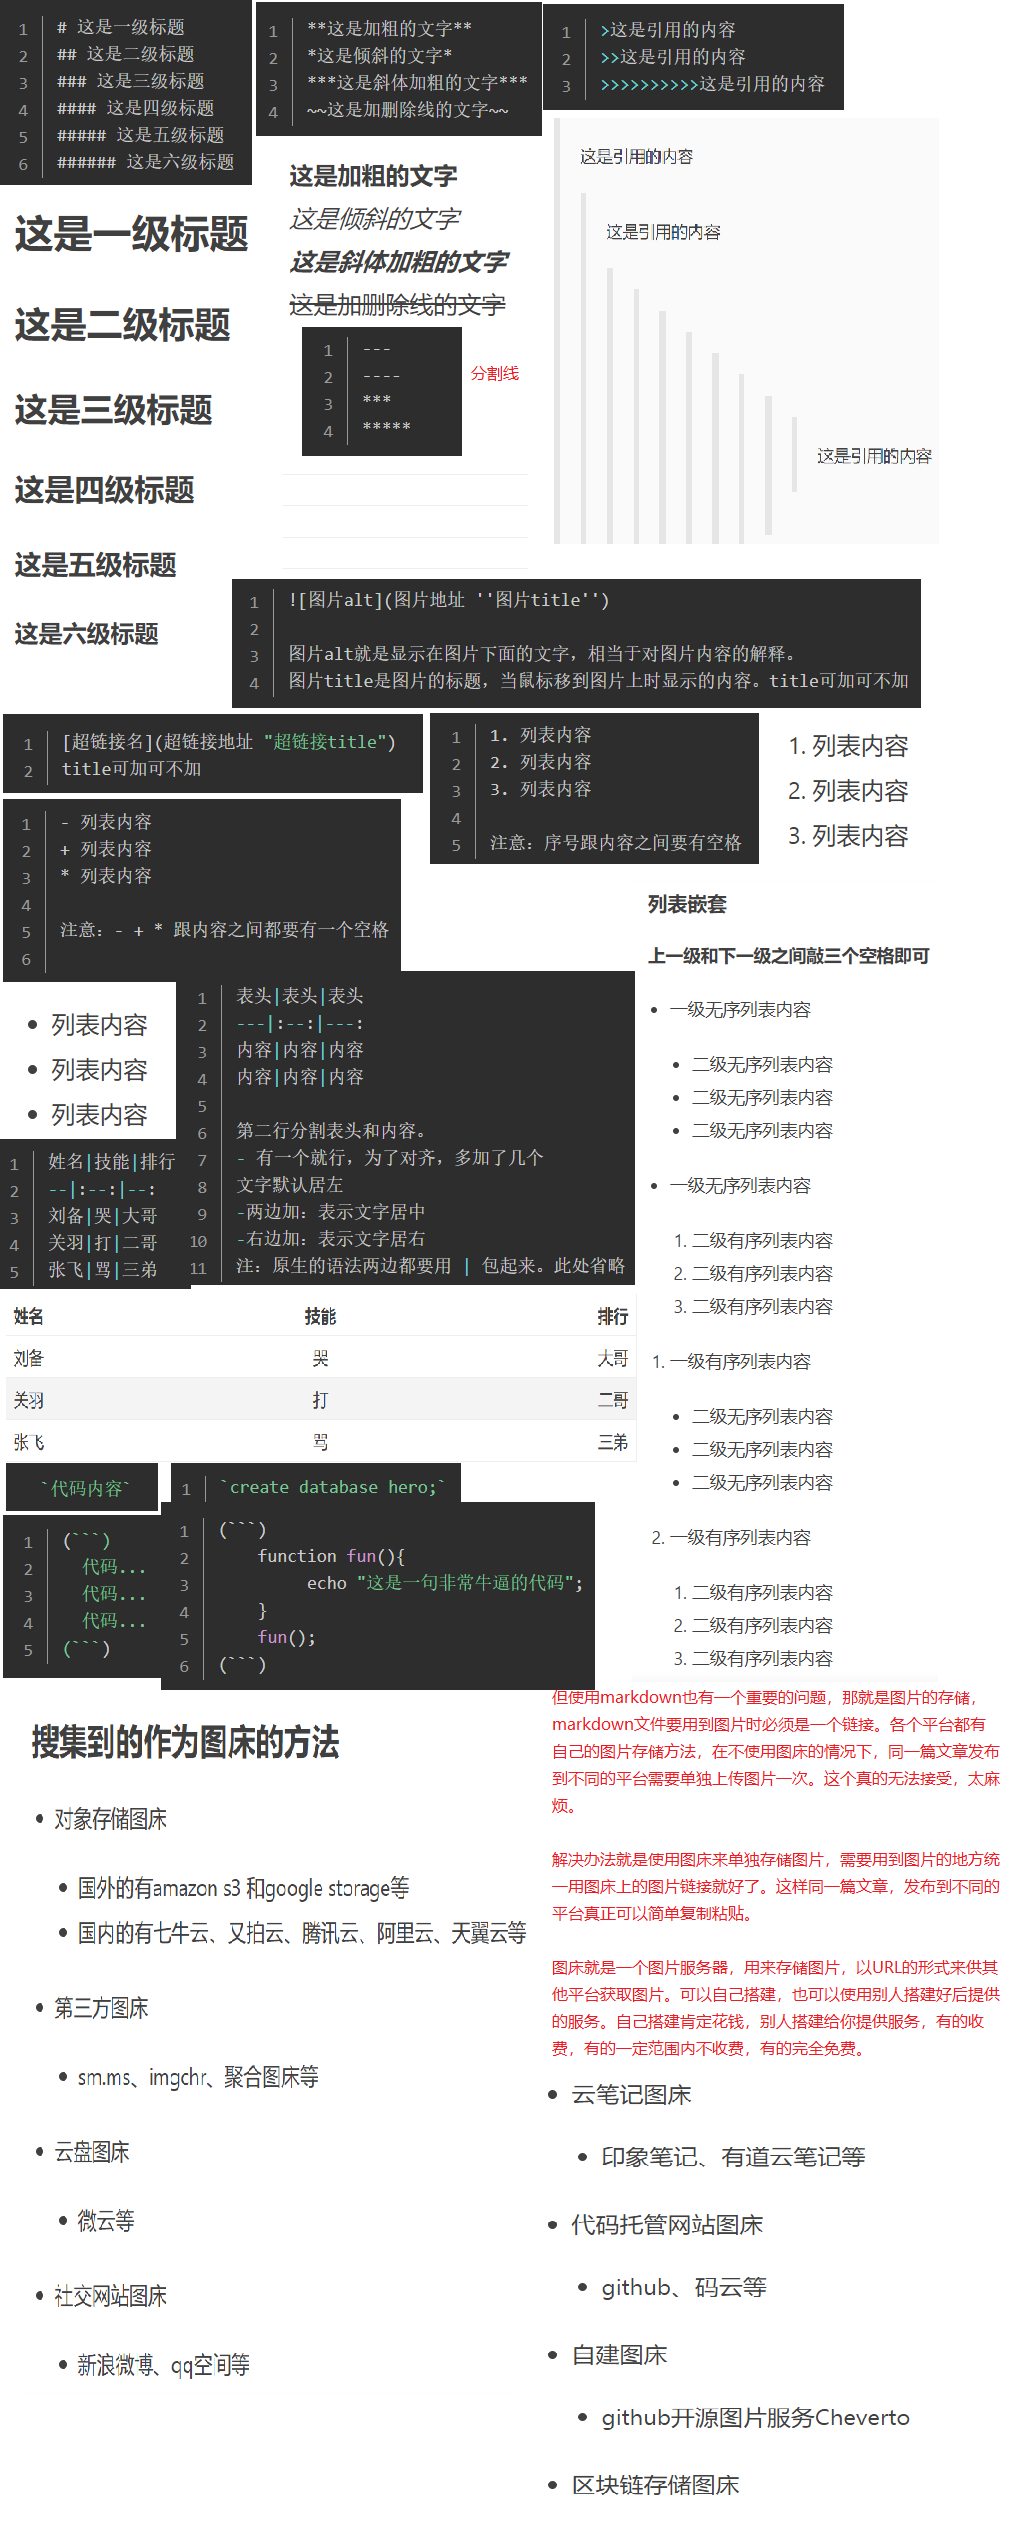 1 # 这是一级标题
2 ## 这是二级标题
3 ### 这是三级标题
4 #### 这是四级标题
5 ##### 这是五级标题
6 ###### 这是六级标题
这是一级标题
这是二级标题
这是三级标题
这是四级标题
这是五级标题
这是六级标题
1 **这是加粗的文字**
2 *这是倾斜的文字*
3 ***这是斜体加粗的文字***
4 ~~这是加删除线的文字~~
这是加粗的文字
这是倾斜的文字
这是斜体加粗的文字
这是加删除线的文字
1 ---
2 ----
3 ***
4 *****
分割线
1 >这是引用的内容
2 >>这是引用的内容
3 >>>>>>>>>>这是引用的内容
这是引用的内容
这是引用的内容
这是引用的内容
1 ![图片alt](图片地址 ''图片title'')
2
3 图片alt就是显示在图片下面的文字，相当于对图片内容的解释。
4 图片title是图片的标题，当鼠标移到图片上时显示的内容。title可加可不加
1 [超链接名](超链接地址 "超链接title")
2 title可加可不加
1 1. 列表内容
2 2. 列表内容
3 3. 列表内容
4
5 注意：序号跟内容之间要有空格
1. 列表内容
2. 列表内容
3. 列表内容
1 - 列表内容
2 + 列表内容
3 * 列表内容
4
5 注意：- + * 跟内容之间都要有一个空格
6
• 列表内容
• 列表内容
• 列表内容
1 表头|表头|表头
2 ---|:--:|---:
3 内容|内容|内容
4 内容|内容|内容
5
6 第二行分割表头和内容。
7 - 有一个就行，为了对齐，多加了几个
8 文字默认居左
9 -两边加：表示文字居中
10 -右边加：表示文字居右
11 注：原生的语法两边都要用 | 包起来。此处省略
1 姓名|技能|排行
2 --|:--:|--:
3 刘备|哭|大哥
4 关羽|打|二哥
5 张飞|骂|三弟
姓名 技能 排行
刘备 哭 大哥
关羽 打 二哥
张飞 骂 三弟
`代码内容`
1 `create database hero;`
1 (```)
2 代码...
3 代码...
4 代码...
5 (```)
1 (```)
2 function fun(){
3 echo "这是一句非常牛逼的代码";
4 }
5 fun();
6 (```)
列表嵌套
上一级和下一级之间敲三个空格即可
• 一级无序列表内容
• 二级无序列表内容
• 二级无序列表内容
• 二级无序列表内容
• 一级无序列表内容
1. 二级有序列表内容
2. 二级有序列表内容
3. 二级有序列表内容
1. 一级有序列表内容
• 二级无序列表内容
• 二级无序列表内容
• 二级无序列表内容
2. 一级有序列表内容
1. 二级有序列表内容
2. 二级有序列表内容
3. 二级有序列表内容
搜集到的作为图床的方法
• 对象存储图床
• 国外的有amazon s3 和google storage等
• 国内的有七牛云、又拍云、腾讯云、阿里云、天翼云等
• 第三方图床
• sm.ms、imgchr、聚合图床等
• 云盘图床
• 微云等
• 社交网站图床
• 新浪微博、qq空间等
但使用markdown也有一个重要的问题，那就是图片的存储，
markdown文件要用到图片时必须是一个链接。各个平台都有
自己的图片存储方法，在不使用图床的情况下，同一篇文章发布
到不同的平台需要单独上传图片一次。这个真的无法接受，太麻
烦。
解决办法就是使用图床来单独存储图片，需要用到图片的地方统
一用图床上的图片链接就好了。这样同一篇文章，发布到不同的
平台真正可以简单复制粘贴。
图床就是一个图片服务器，用来存储图片，以URL的形式来供其
他平台获取图片。可以自己搭建，也可以使用别人搭建好后提供
的服务。自己搭建肯定花钱，别人搭建给你提供服务，有的收
费，有的一定范围内不收费，有的完全免费。
• 云笔记图床
• 印象笔记、有道云笔记等
• 代码托管网站图床
• github、码云等
• 自建图床
• github开源图片服务Cheverto
• 区块链存储图床